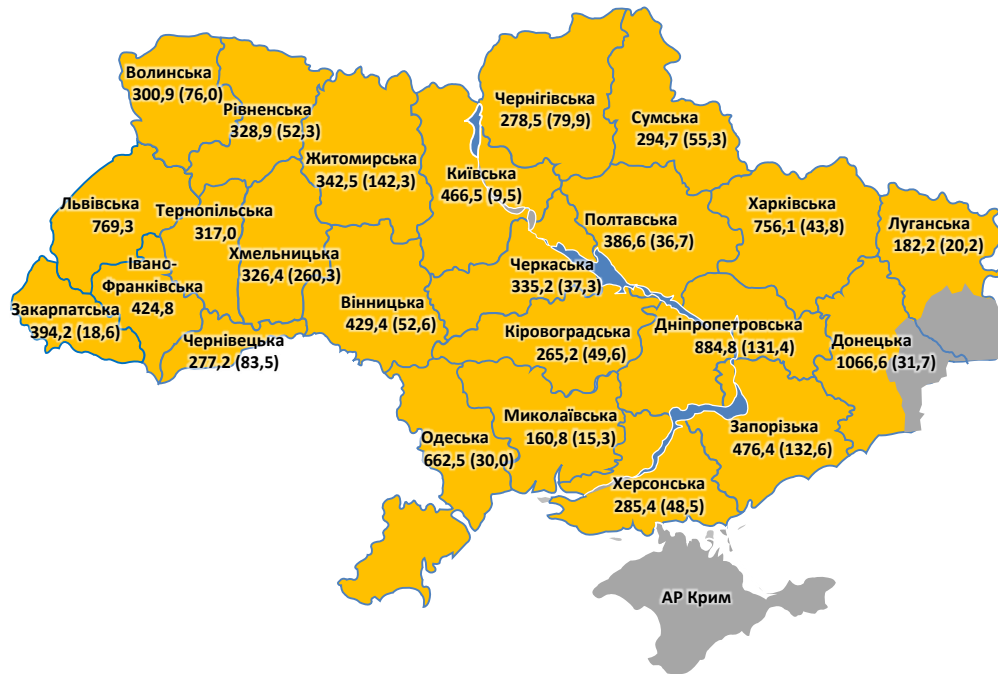 Волинська
300,9 (76,0)
Рівненська
328,9 (52,3)
Житомирська
342,5 (142,3)
Київська
466,5 (9,5)
Чернігівська
278,5 (79,9)
Сумська
294,7 (55,3)
Львівська
769,3
Тернопільська
317,0
Хмельницька
326,4 (260,3)
Івано-
Франківська
424,8
Закарпатська
394,2 (18,6)
Чернівецька
277,2 (83,5)
Вінницька
429,4 (52,6)
Черкаська
335,2 (37,3)
Полтавська
386,6 (36,7)
Харківська
756,1 (43,8)
Луганська
182,2 (20,2)
Кіровоградська
265,2 (49,6)
Дніпропетровська
884,8 (131,4)
Донецька
1066,6 (31,7)
Одеська
662,5 (30,0)
Миколаївська
160,8 (15,3)
Запорізька
476,4 (132,6)
Херсонська
285,4 (48,5)
АР Крим